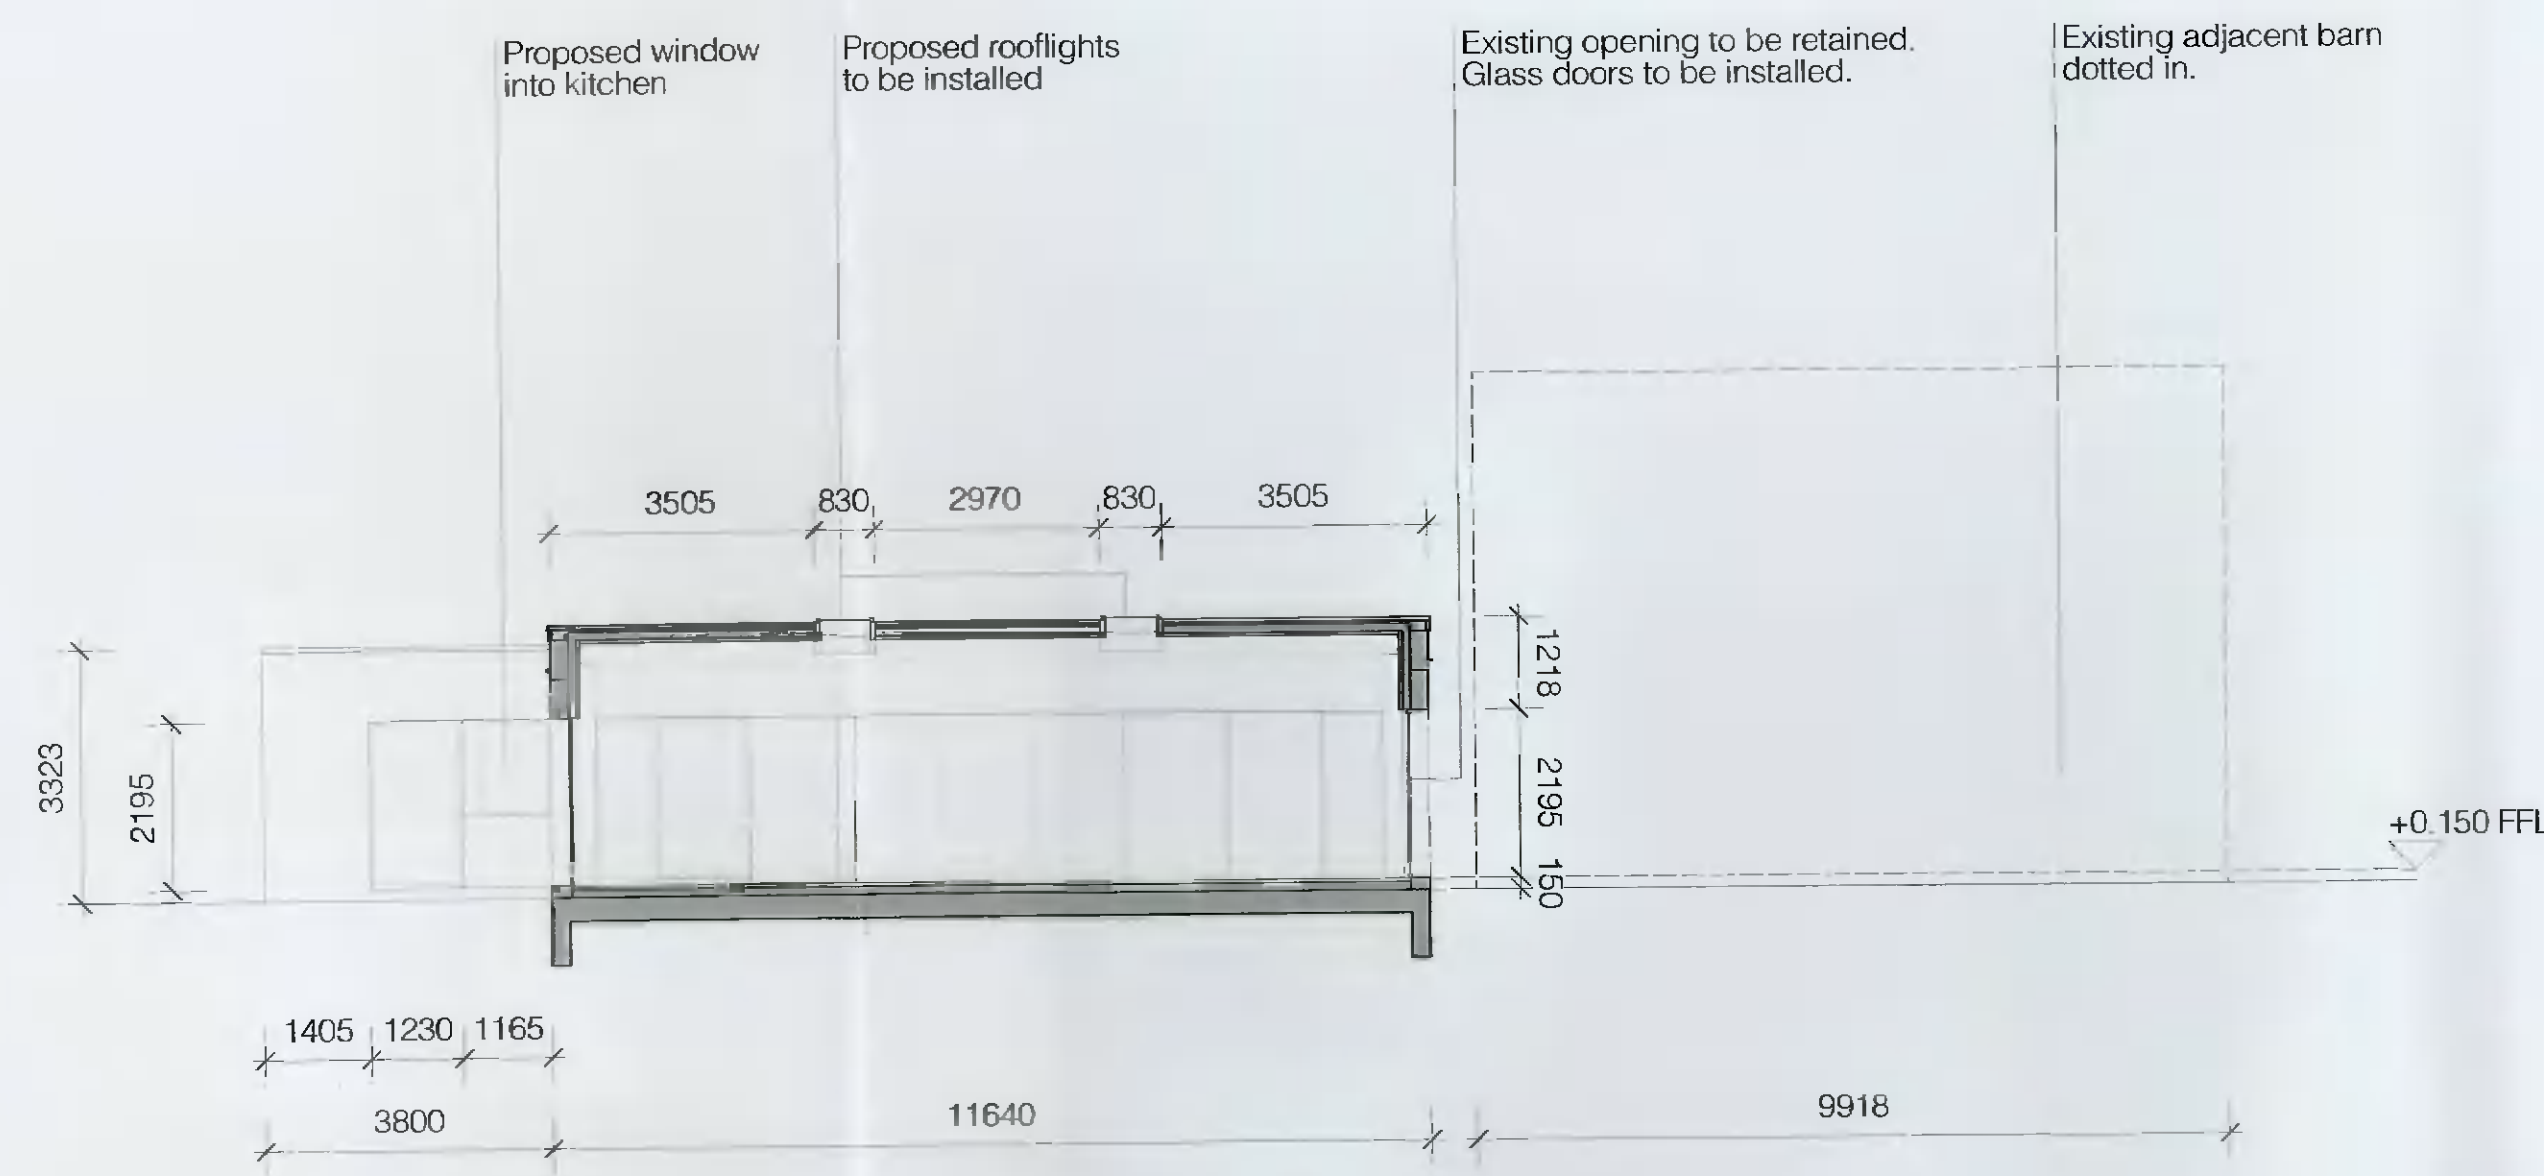 Proposed window
into kitchen
Proposed rooflights
to be installed
Existing opening to be retained.
Glass doors to be installed.
Existing adjacent barn
dotted in.
3505
830
2970
830
3505
1218
2195
150
3323
2195
+0.150 FFL
1405
1230
1165
3800
11640
9918